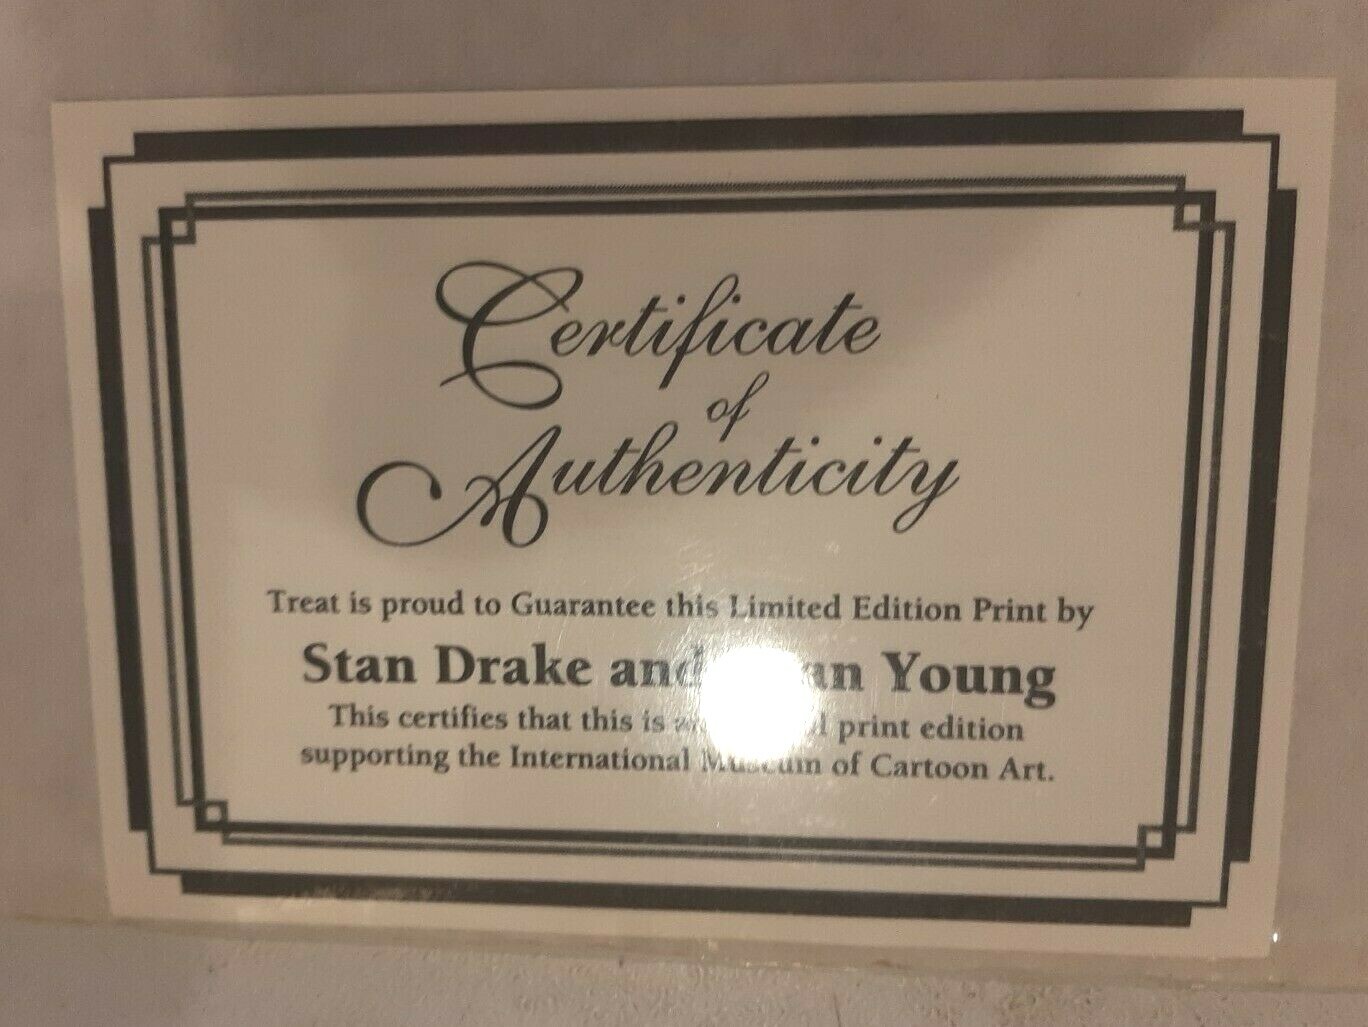 Certificate
of
Authenticity
Treat is proud to Guarantee this Limited Edition Print by
Stan Drake and Young
This certifies that this is print edition
supporting the International Museum of Cartoon Art.